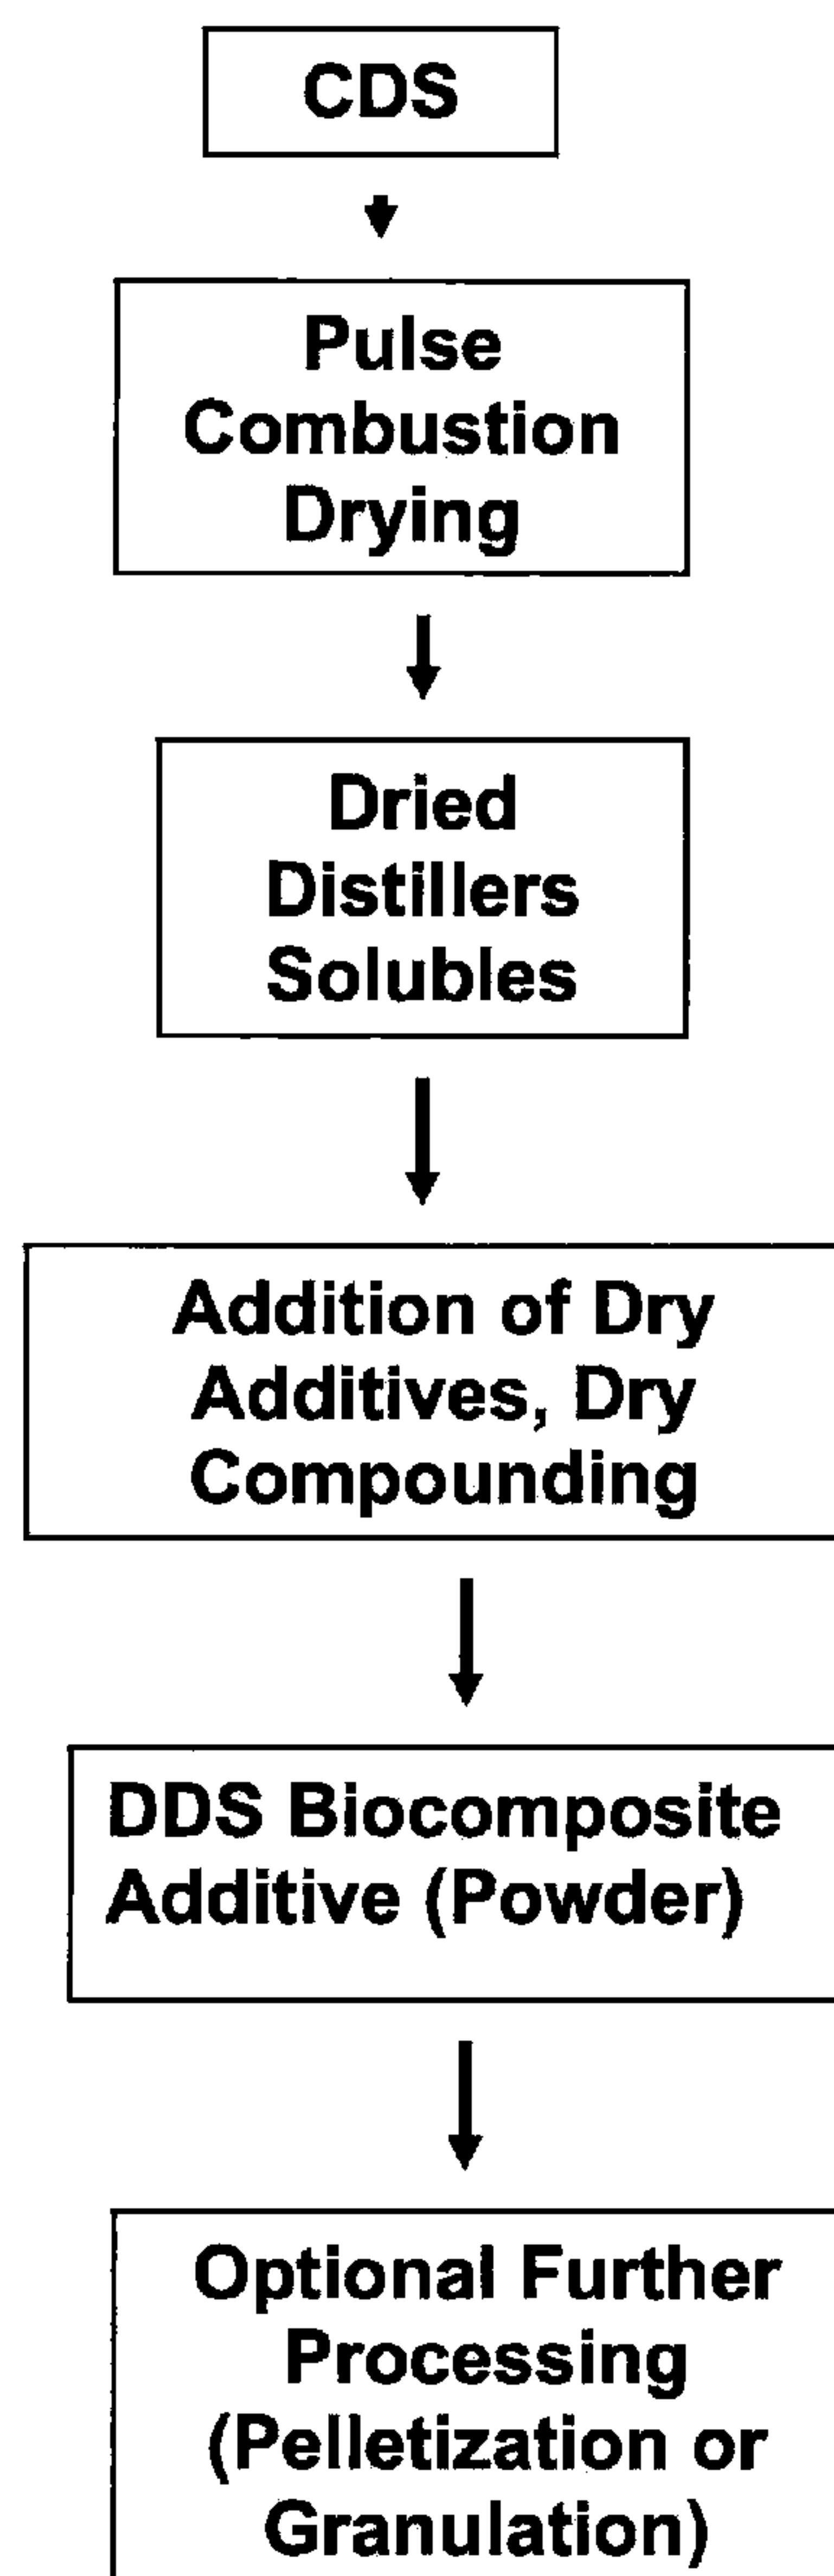 CDS
Pulse
Combustion
Drying
Dried
Distillers
Solubles
Addition of Dry
Additives, Dry
Compounding
DDS Biocomposite
Additive (Powder)
Optional Further
Processing
(Pelletization or
Granulation)